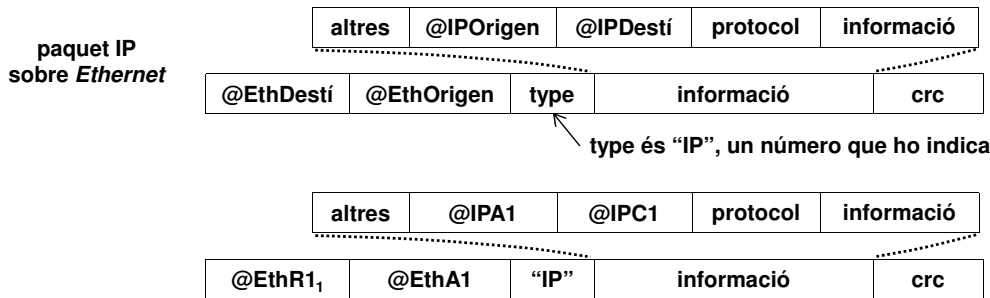 altres @IPOrigen @IPDestí protocol informació
paquet IP
sobre Ethernet
@EthDestí @EthOrigen type informació crc
type és “IP”, un número que ho indica
altres @IPA1 @IPC1 protocol informació
@EthR1₁ @EthA1 “IP” informació crc